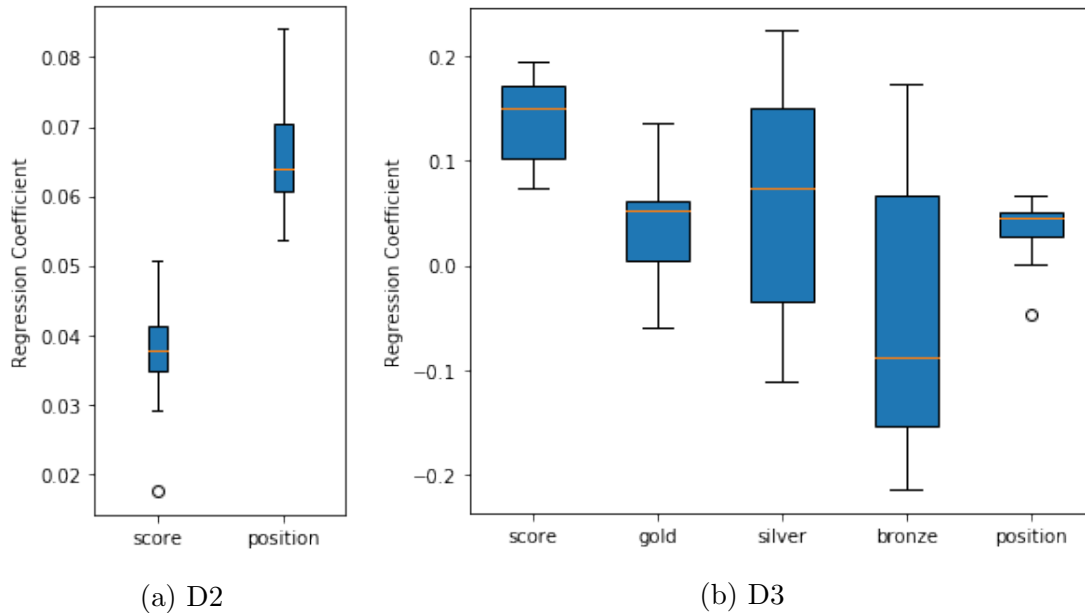 Regression Coefficient
0.08
0.07
0.06
0.05
0.04
0.03
0.02
score position
(a) D2
Regression Coefficient
0.2
0.1
0.0
−0.1
−0.2
score gold silver bronze position
(b) D3